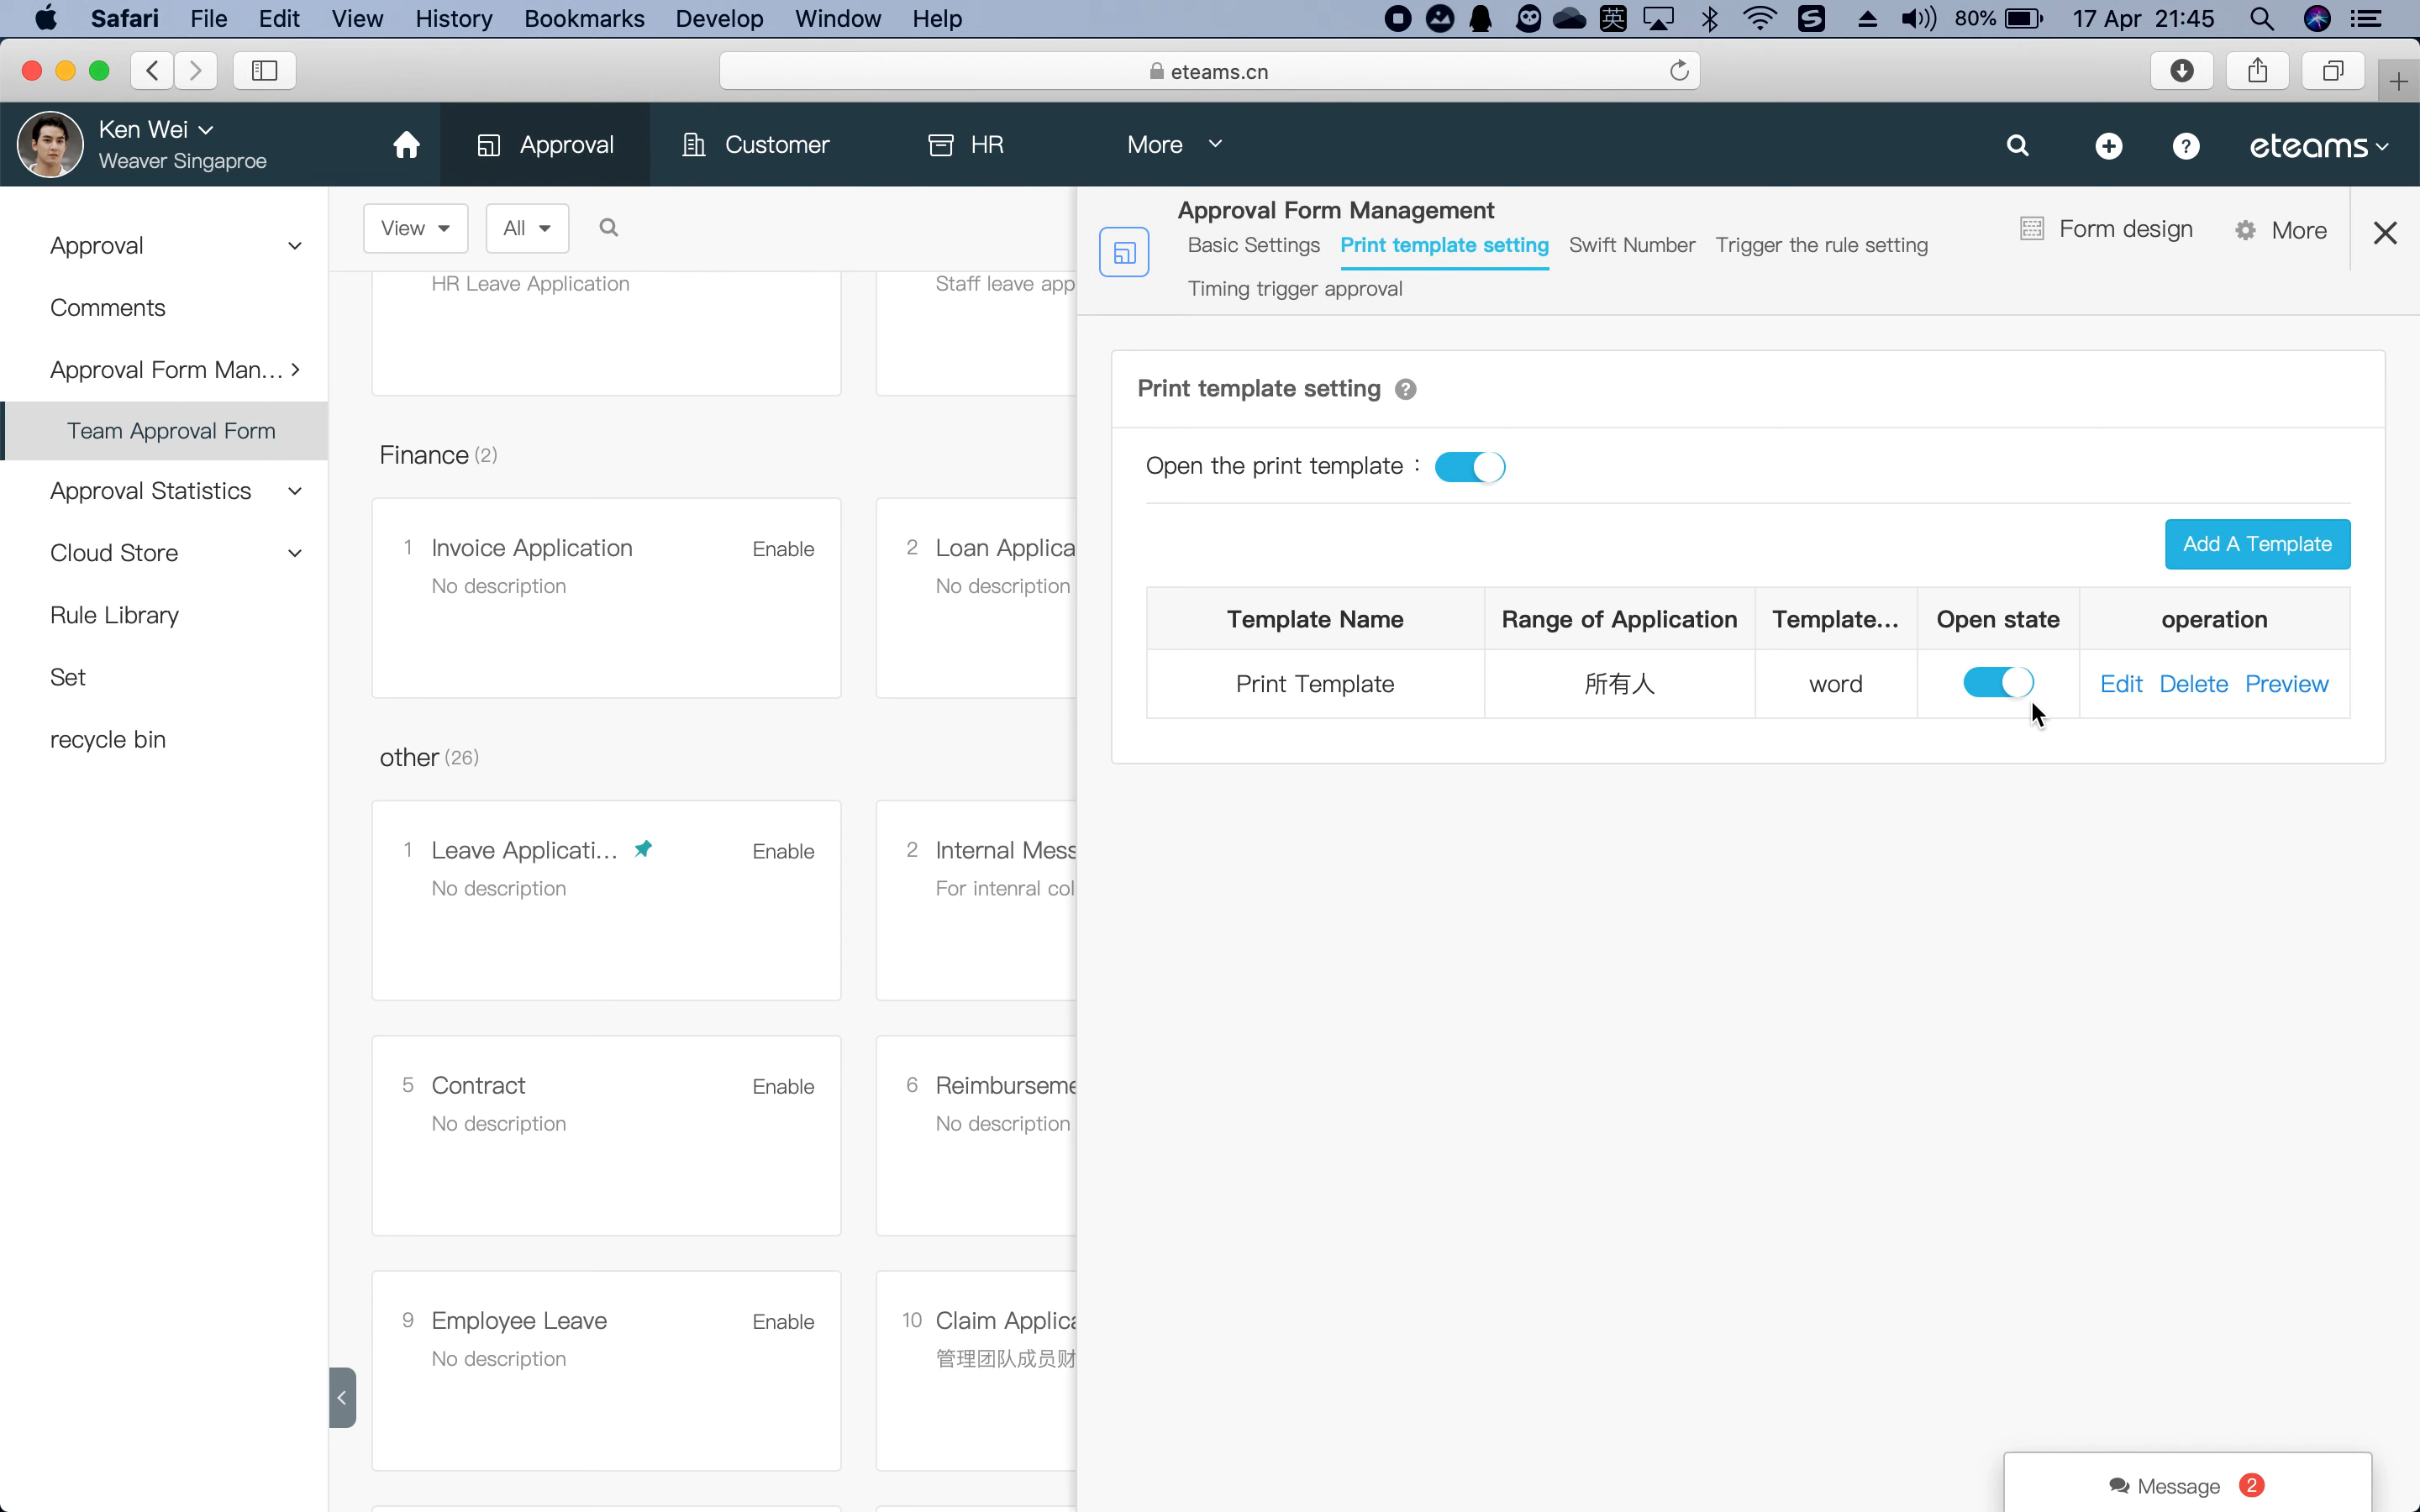 Safari File Edit View History Bookmarks Develop Window Help 英 80% 17 Apr 21:45
eteams.cn
Ken Wei
Weaver Singaproe
Approval Customer HR More eteams
Approval
Comments
Approval Form Man...
Team Approval Form
Approval Statistics
Cloud Store
Rule Library
Set
recycle bin
View All
HR Leave Application
Staff leave app
Finance (2)
1 Invoice Application Enable
No description
2 Loan Applica
No description
other (26)
1 Leave Applicati... Enable
No description
2 Internal Mess
For intenral col
5 Contract Enable
No description
6 Reimburseme
No description
9 Employee Leave Enable
No description
10 Claim Applica
管理团队成员财
Approval Form Management
Basic Settings Print template setting Swift Number Trigger the rule setting
Timing trigger approval
Form design More
Print template setting
Open the print template :
Add A Template
Template Name Range of Application Template... Open state operation
Print Template 所有人 word Edit Delete Preview
Message 2